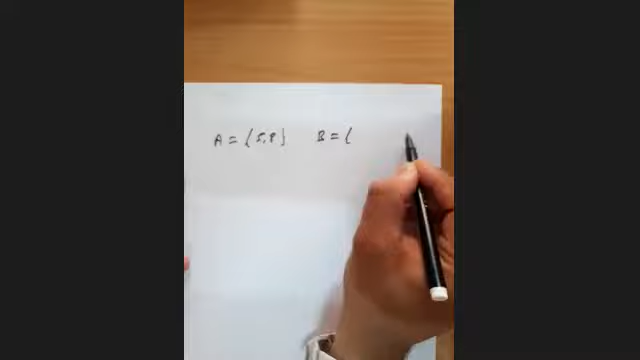 A = {5,8} B = {